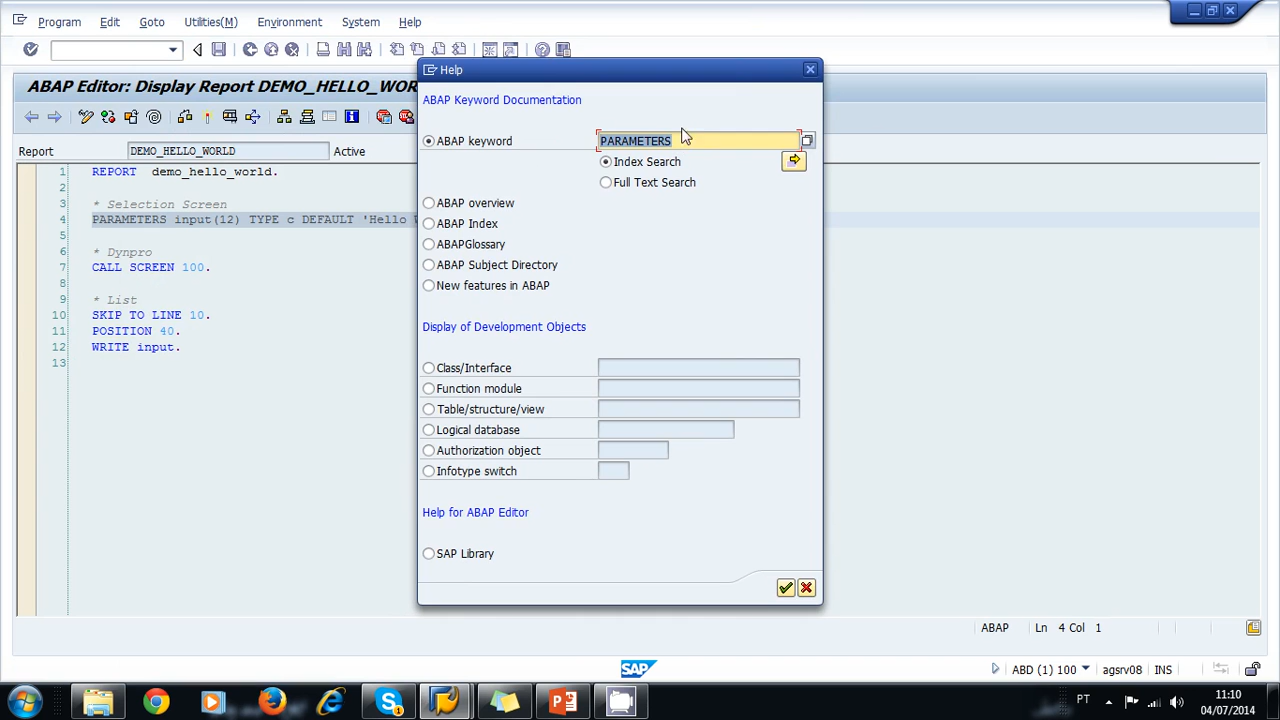 Program Edit Goto Utilities(M) Environment System Help
ABAP Editor: Display Report DEMO_HELLO_WOR
Report DEMO_HELLO_WORLD Active
1 REPORT demo_hello_world.
2
3 * Selection Screen
4 PARAMETERS input(12) TYPE c DEFAULT 'Hello W
5
6 * Dynpro
7 CALL SCREEN 100.
8
9 * List
10 SKIP TO LINE 10.
11 POSITION 40.
12 WRITE input.
13
Help
ABAP Keyword Documentation
ABAP keyword PARAMETERS
Index Search
Full Text Search
ABAP overview
ABAP Index
ABAPGlossary
ABAP Subject Directory
New features in ABAP
Display of Development Objects
Class/Interface
Function module
Table/structure/view
Logical database
Authorization object
Infotype switch
Help for ABAP Editor
SAP Library
ABAP Ln 4 Col 1
SAP
ABD (1) 100 agsrv08 INS
PT 11:10
04/07/2014